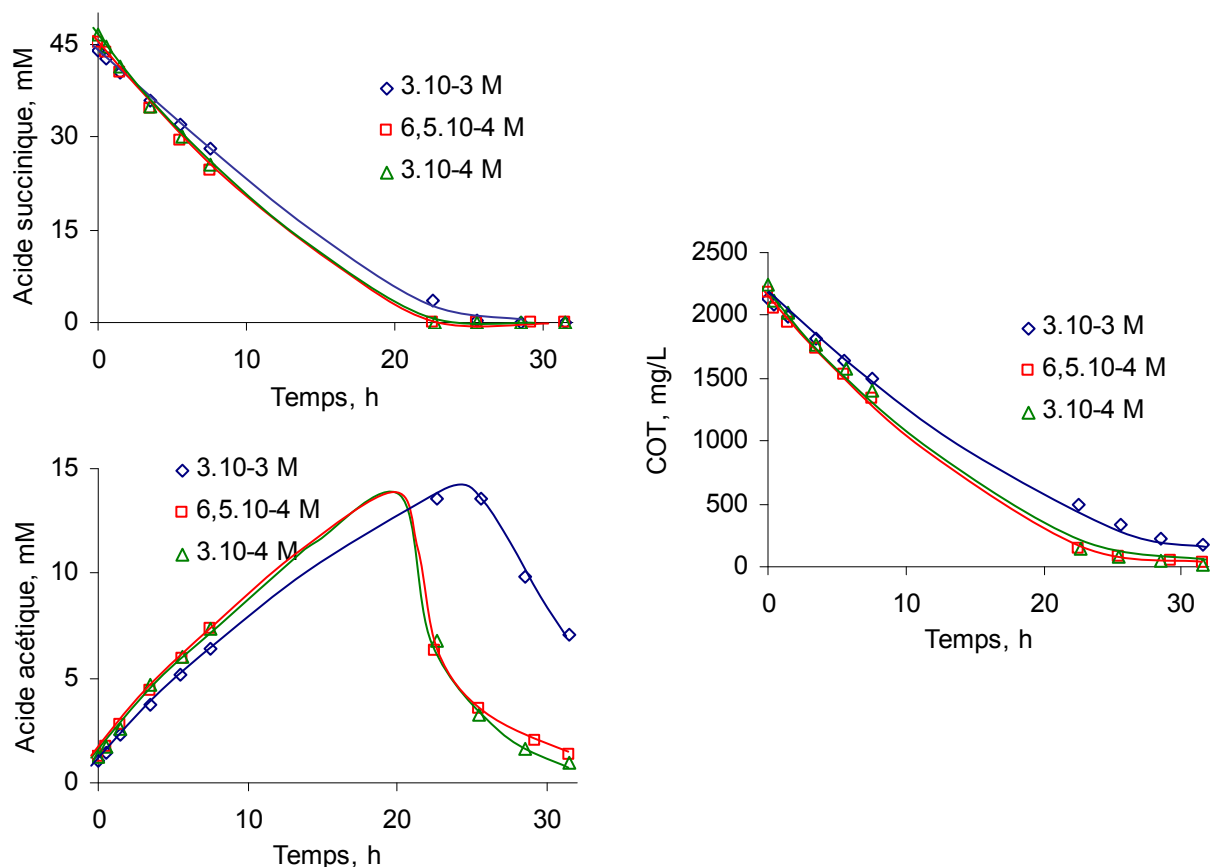 Acide succinique, mM
45
30
15
0
3.10-3 M
6,5.10-4 M
3.10-4 M
0 10 20 30
Temps, h
Acide acétique, mM
15
10
5
0
3.10-3 M
6,5.10-4 M
3.10-4 M
0 10 20 30
Temps, h
COT, mg/L
2500
2000
1500
1000
500
0
3.10-3 M
6,5.10-4 M
3.10-4 M
0 10 20 30
Temps, h